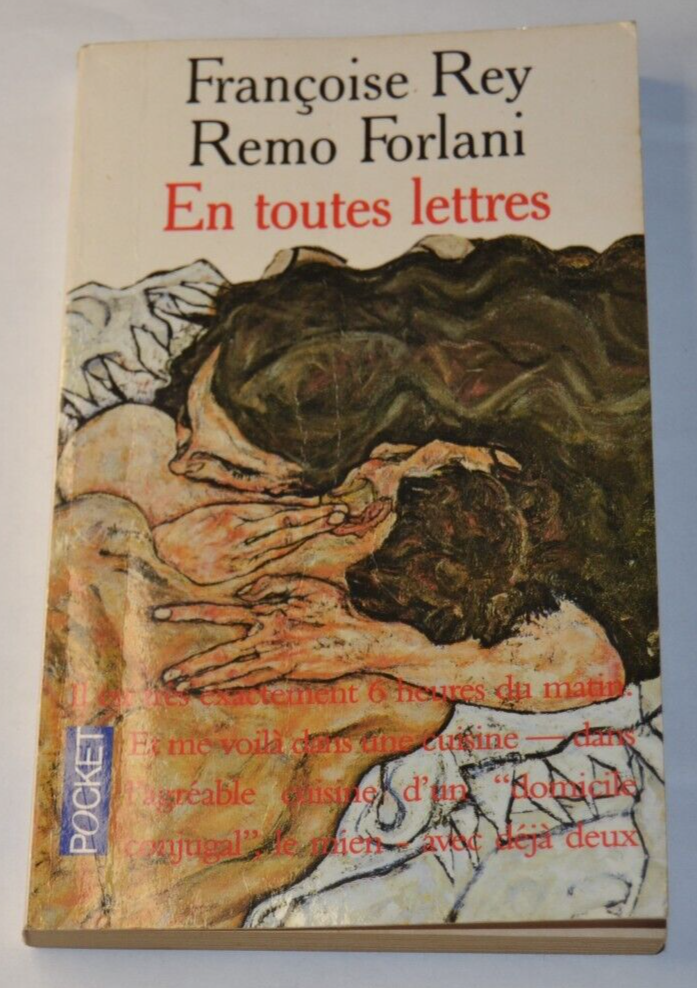 Françoise Rey
Remo Forlani
En toutes lettres
Il est très exactement 6 heures du matin.
Et me voilà dans une cuisine — dans
l'agréable cuisine d'un "domicile
conjugal", le mien - avec déjà deux
POCKET